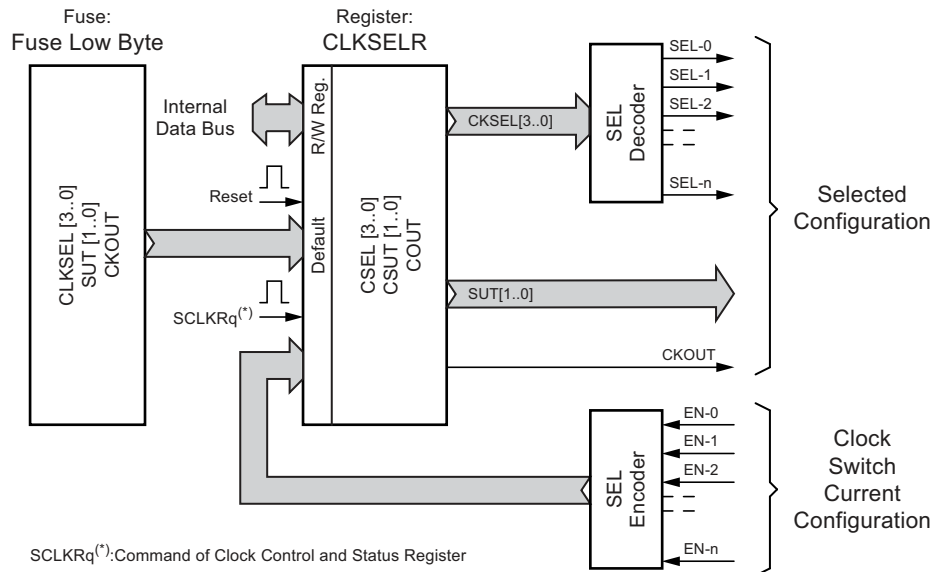 Fuse:
Fuse Low Byte
Register:
CLKSELR
CLKSEL [3..0]
SUT [1..0]
CKOUT
Internal
Data Bus
Reset
SCLKRq(*)
R/W Reg.
Default
CSEL [3..0]
CSUT [1..0]
COUT
CKSEL[3..0]
SUT[1..0]
CKOUT
SEL
Decoder
SEL-0
SEL-1
SEL-2
SEL-n
Selected
Configuration
SEL
Encoder
EN-0
EN-1
EN-2
EN-n
Clock
Switch
Current
Configuration
SCLKRq(*):Command of Clock Control and Status Register